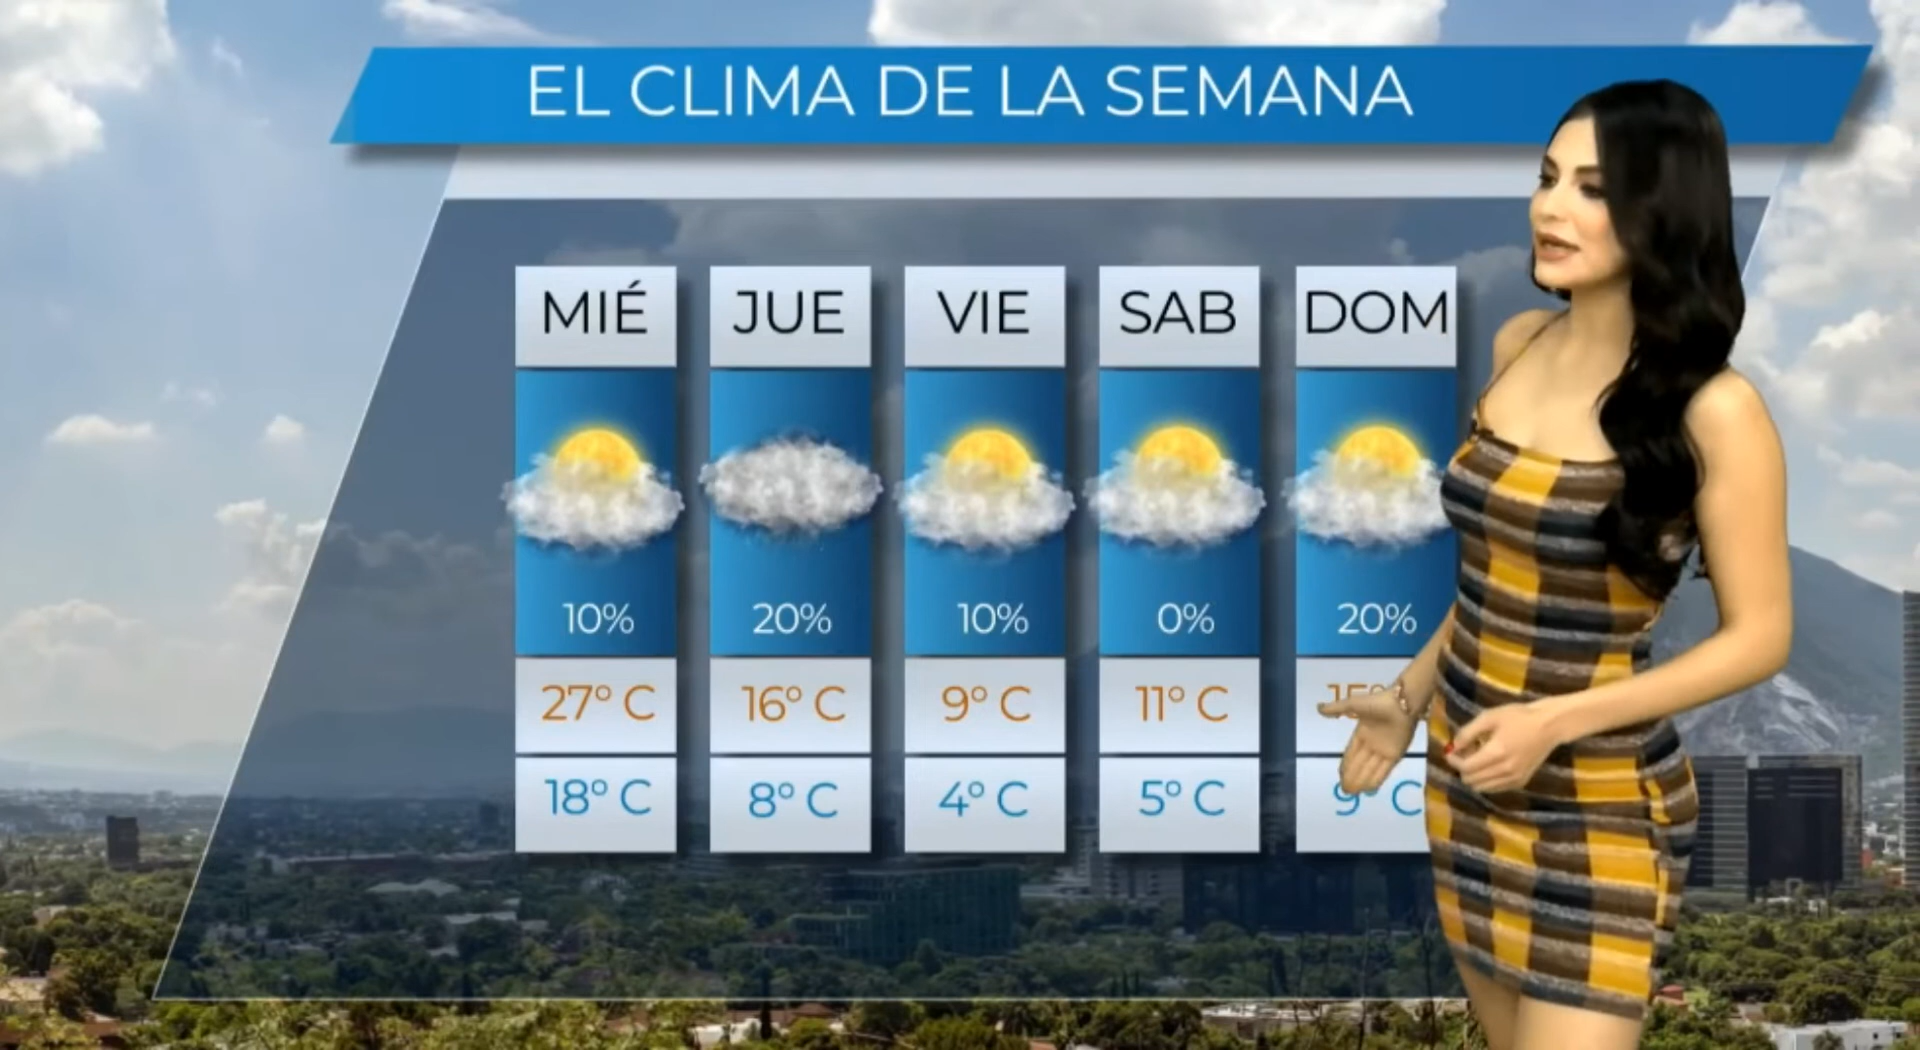 EL CLIMA DE LA SEMANA
MIÉ JUE VIE SAB DOM
10% 20% 10% 0% 20%
27° C 16° C 9° C 11° C
18° C 8° C 4° C 5° C 9° C